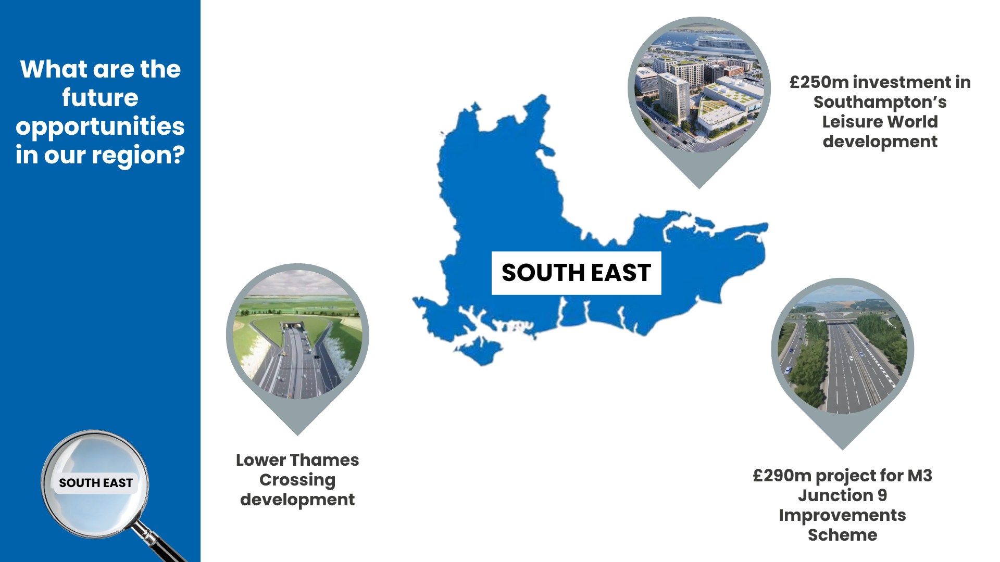 What are the
future
opportunities
in our region?
£250m investment in
Southampton’s
Leisure World
development
SOUTH EAST
Lower Thames
Crossing
development
£290m project for M3
Junction 9
Improvements
Scheme
SOUTH EAST